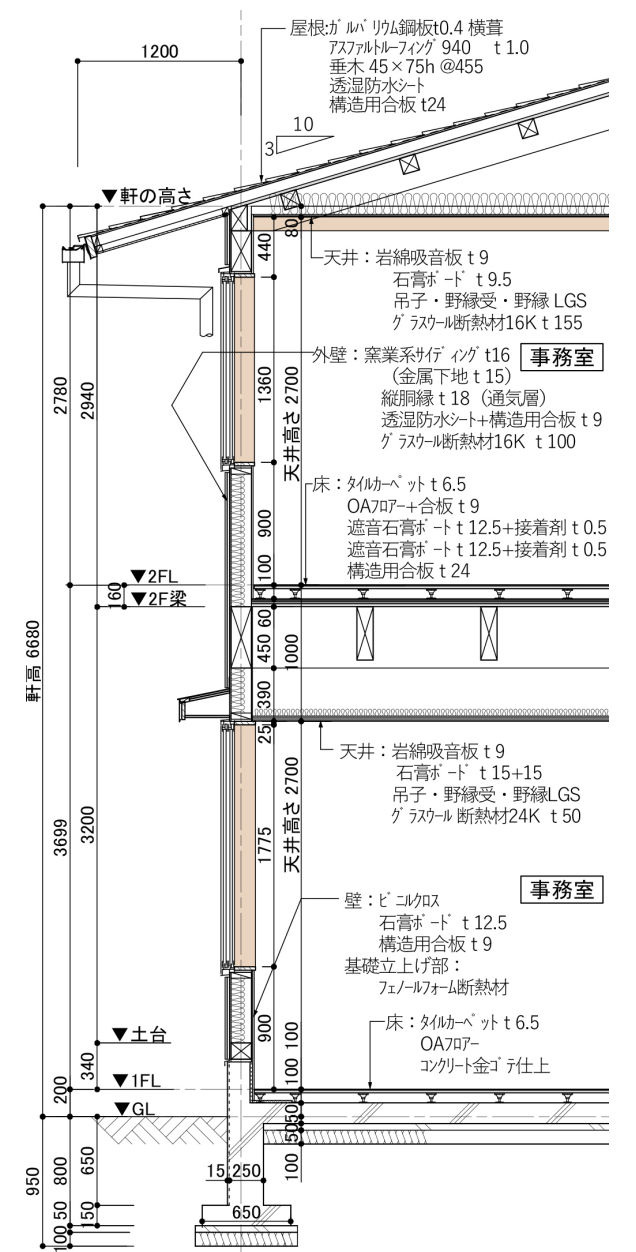 屋根:ガルバリウム鋼板t0.4 横葺
アスファルトルーフィング 940 t 1.0
垂木 45×75h @455
透湿防水シート
構造用合板 t24
1200
10
3
▼軒の高さ
440
80
天井：岩綿吸音板 t 9
石膏ボード t 9.5
吊子・野縁受・野縁 LGS
グラスウール断熱材16K t 155
外壁：窯業系サイディング t16
（金属下地 t 15）
縦胴縁 t 18（通気層）
透湿防水シート+構造用合板 t 9
グラスウール断熱材16K t 100
事務室
2780
2940
1360
天井高さ 2700
床：タイルカーペット t 6.5
OAフロアー+合板 t 9
遮音石膏ボート t 12.5+接着剤 t 0.5
遮音石膏ボート t 12.5+接着剤 t 0.5
構造用合板 t 24
900
100
▼2FL
160
▼2F梁
60
450
1000
390
25
軒高 6680
天井：岩綿吸音板 t 9
石膏ボード t 15+15
吊子・野縁受・野縁LGS
グラスウール 断熱材24K t 50
3699
3200
1775
天井高さ 2700
事務室
壁：ビニルクロス
石膏ボード t 12.5
構造用合板 t 9
基礎立上げ部：
フェノールフォーム断熱材
900
100
床：タイルカーペット t 6.5
OAフロアー
コンクリート金ゴテ仕上
▼土台
340
100
▼1FL
200
▼GL
50
50
100
950
800
650
15
250
650
150
50
100